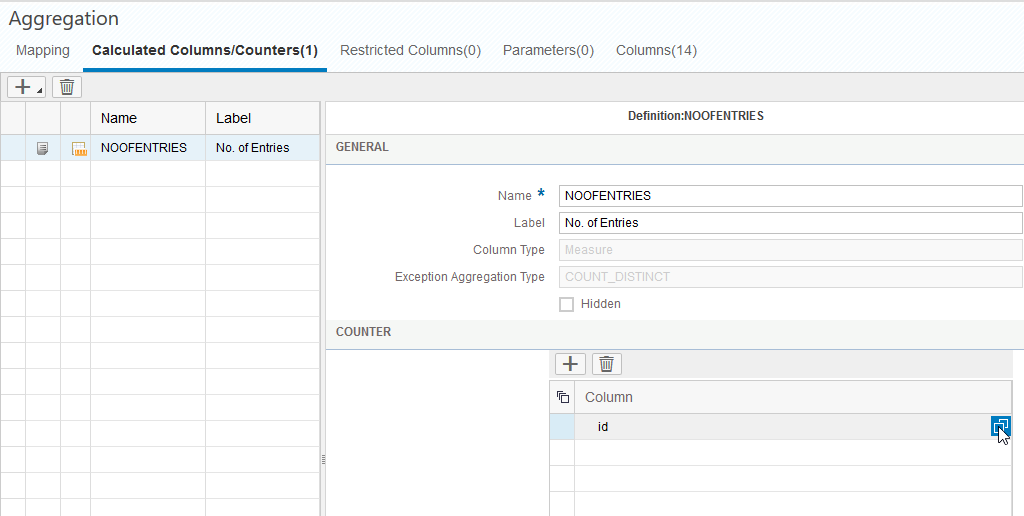 Aggregation
Mapping Calculated Columns/Counters(1) Restricted Columns(0) Parameters(0) Columns(14)
Name Label
NOOFENTRIES No. of Entries
Definition:NOOFENTRIES
GENERAL
Name * NOOFENTRIES
Label No. of Entries
Column Type Measure
Exception Aggregation Type COUNT_DISTINCT
Hidden
COUNTER
Column
id